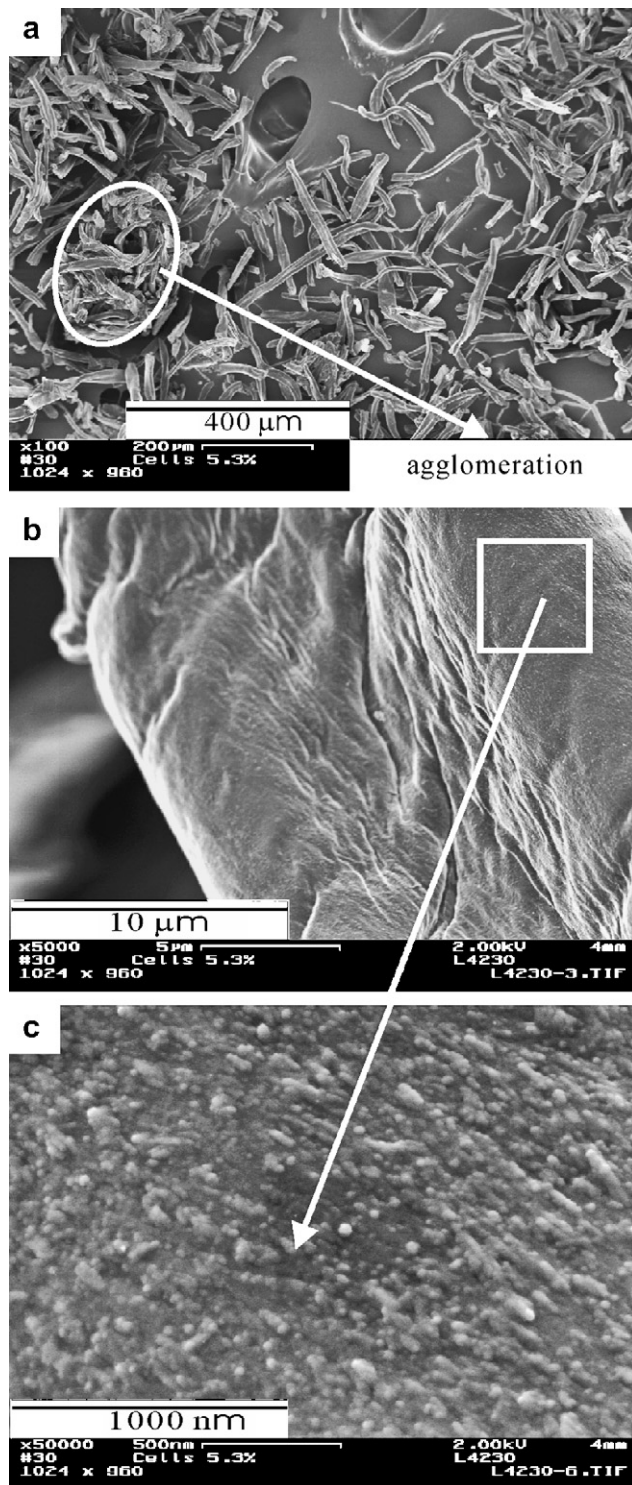 a
400 μm
x100 200μm
#30 Cells 5.3%
1024 x 960
agglomeration
b
10 μm
x5000 5μm 2.00kV 4mm
#30 Cells 5.3% L4230
1024 x 960 L4230-3.TIF
c
1000 nm
x50000 500nm 2.00kV 4mm
#30 Cells 5.3% L4230
1024 x 960 L4230-6.TIF